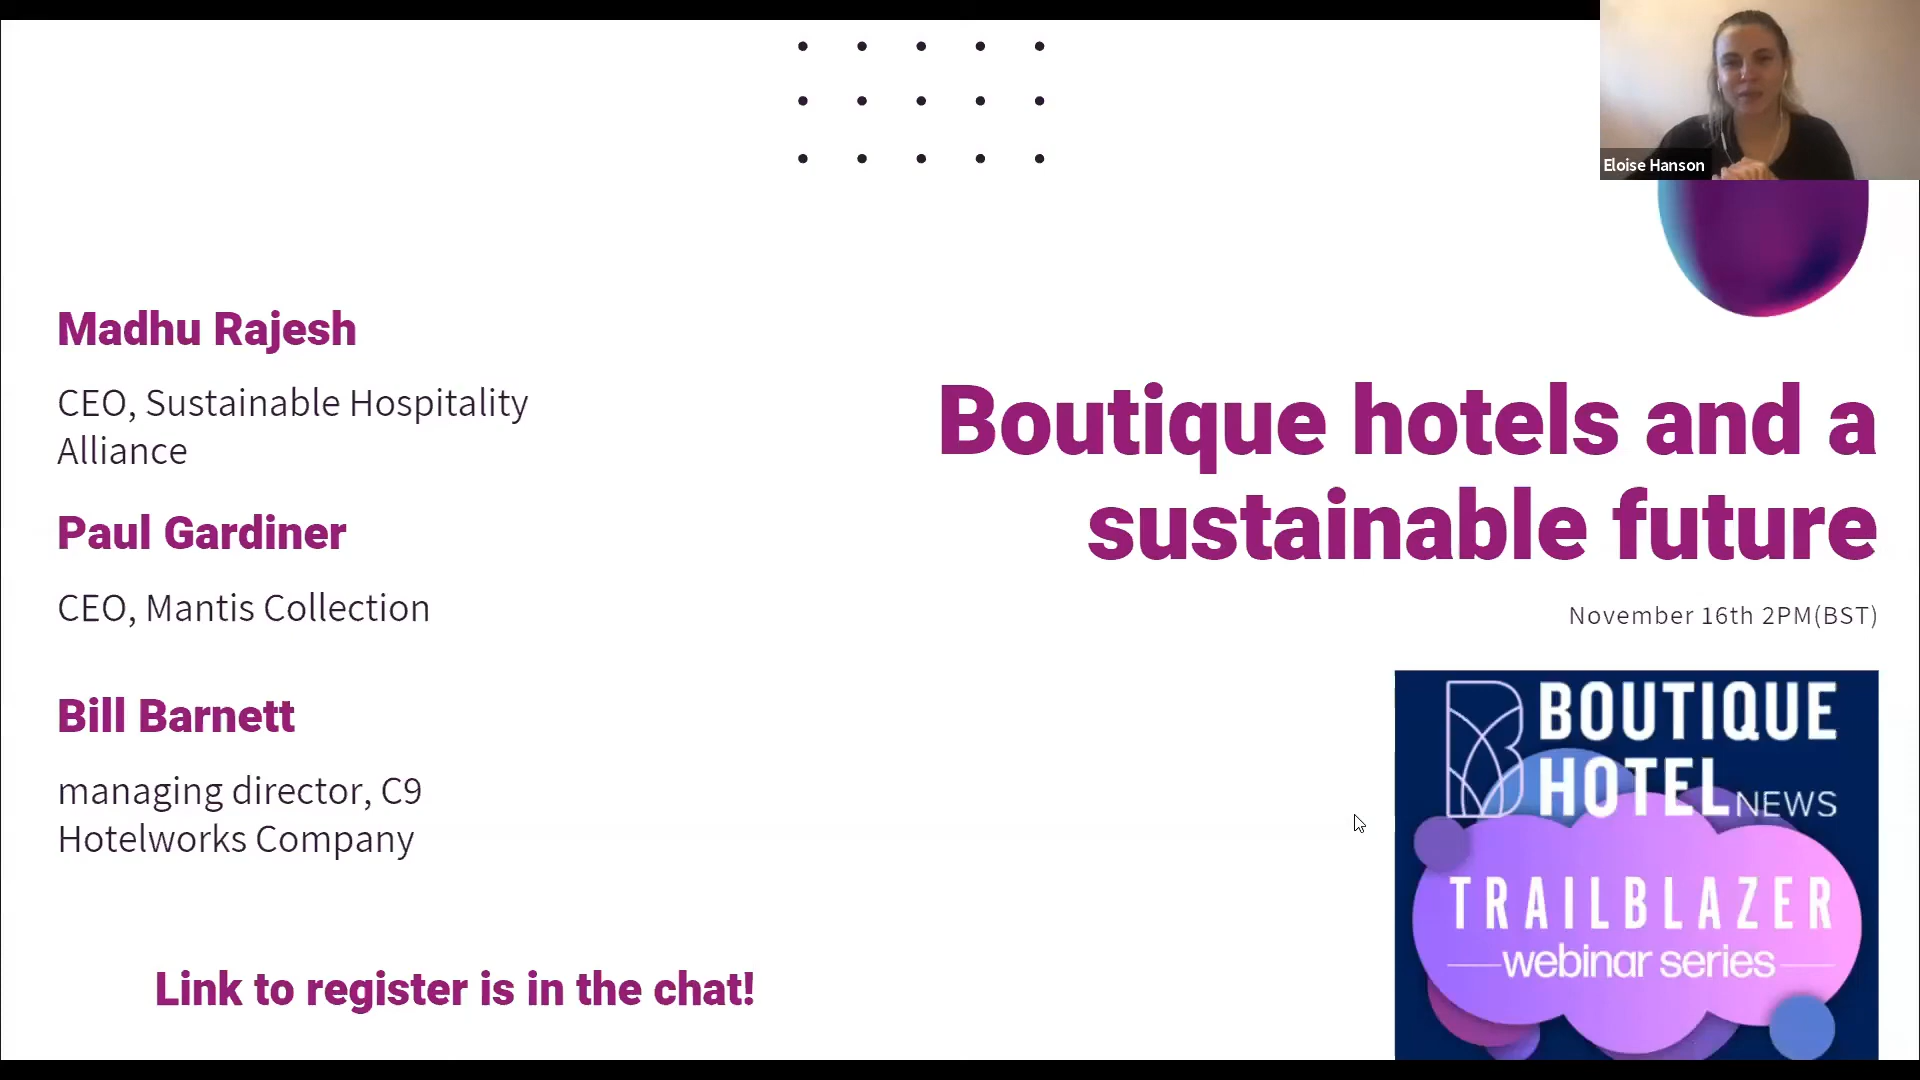 Eloise Hanson
Madhu Rajesh
CEO, Sustainable Hospitality
Alliance
Paul Gardiner
CEO, Mantis Collection
Bill Barnett
managing director, C9
Hotelworks Company
Link to register is in the chat!
Boutique hotels and a
sustainable future
November 16th 2PM(BST)
BOUTIQUE
HOTEL NEWS
TRAILBLAZER
webinar series